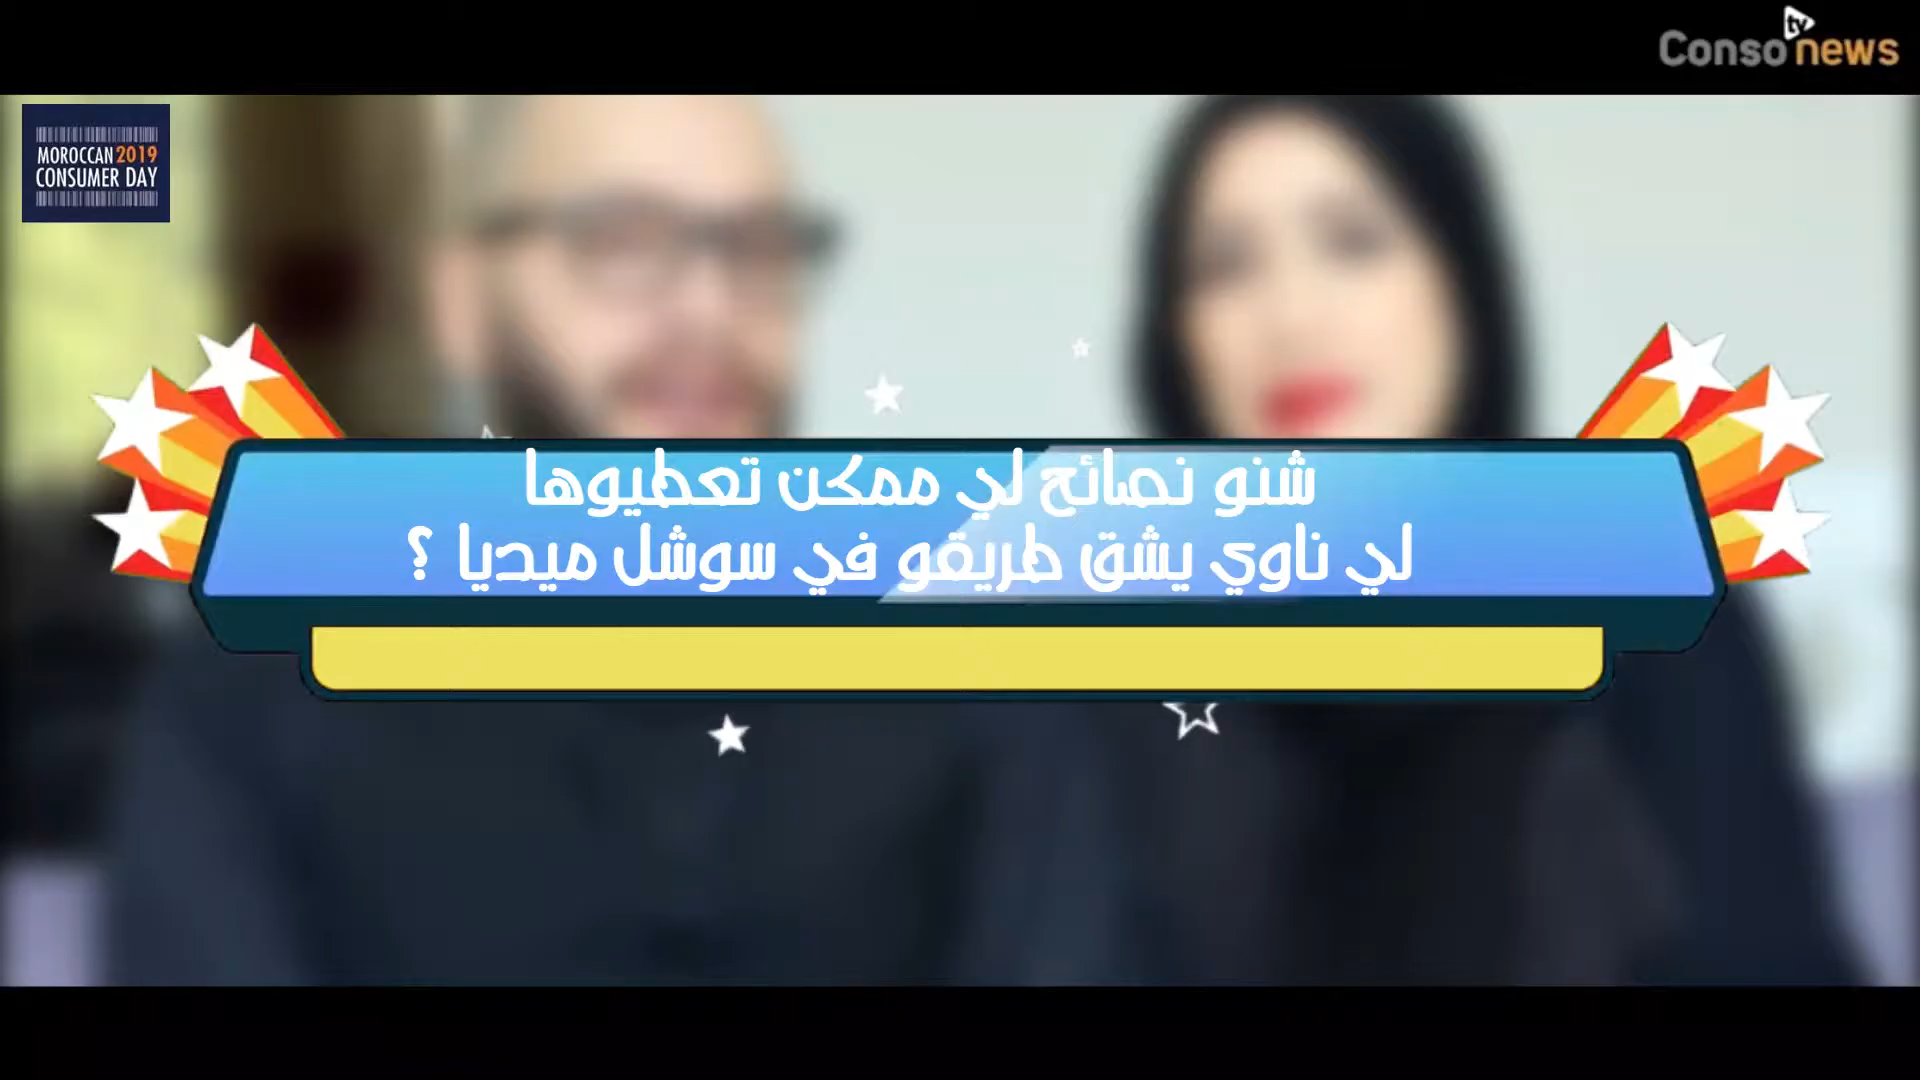 tv
Conso news
MOROCCAN 2019
CONSUMER DAY
شنو نصائح لي ممكن تعطيوها
لي ناوي يشق طريقو في سوشل ميديا ؟